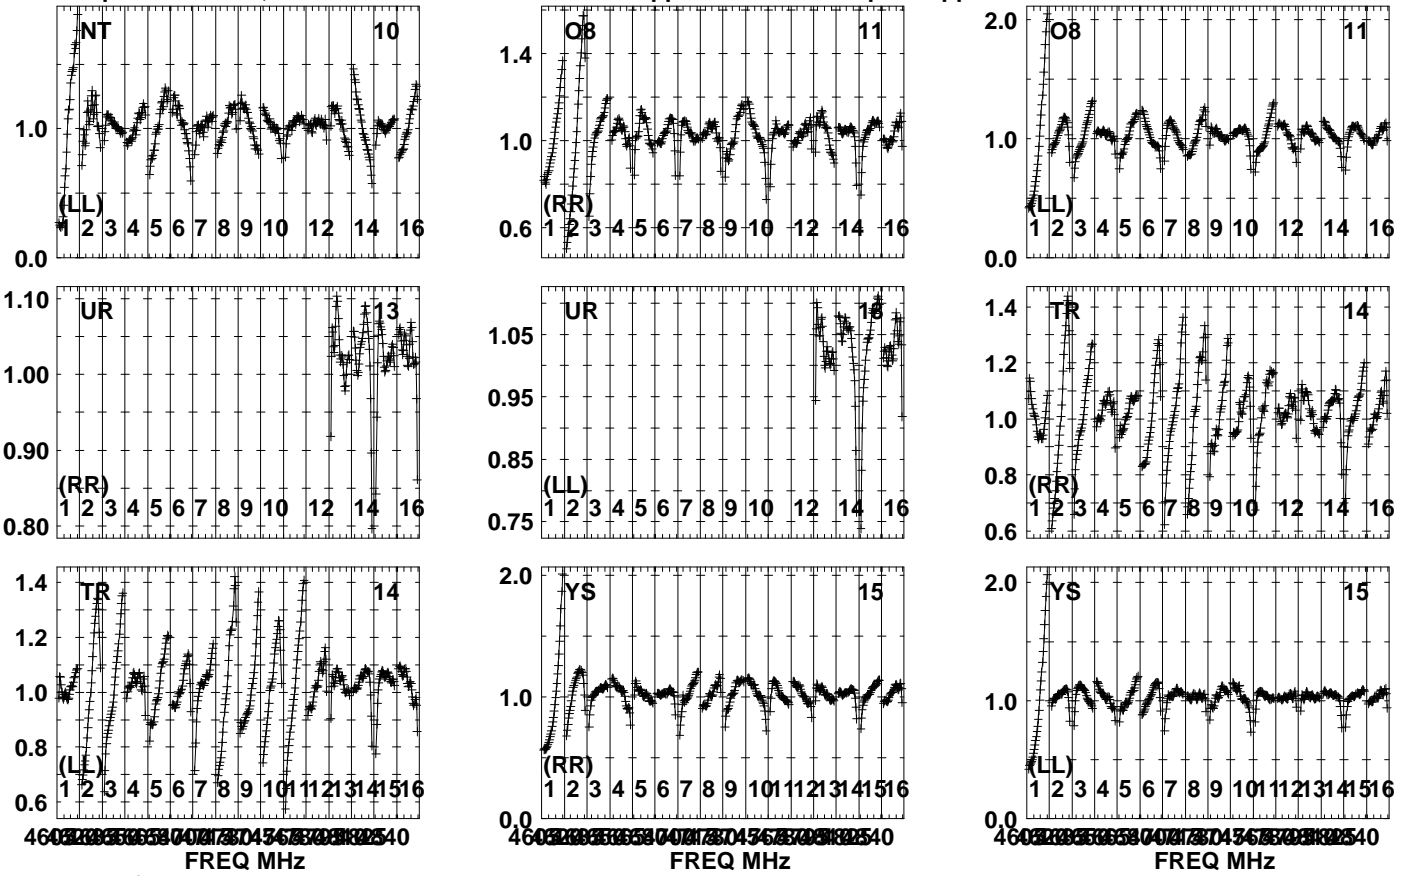 NT 10
1.0
0.0
(LL)
1 2 3 4 5 6 7 8 9 10 12 14 16
O8 11
1.4
1.0
0.6
(RR)
1 2 3 4 5 6 7 8 9 10 12 14 16
O8 11
2.0
1.0
0.0
(LL)
1 2 3 4 5 6 7 8 9 10 12 14 16
UR 13
1.10
1.00
0.90
0.80
(RR)
1 2 3 4 5 6 7 8 9 10 12 14 16
UR 13
1.05
0.95
0.85
0.75
(LL)
1 2 3 4 5 6 7 8 9 10 12 14 16
TR 14
1.4
1.2
1.0
0.8
0.6
(RR)
1 2 3 4 5 6 7 8 9 10 12 14 16
TR 14
1.4
1.2
1.0
0.8
0.6
(LL)
1 2 3 4 5 6 7 8 9 10 11 12 13 14 15 16
FREQ MHz
YS 15
2.0
1.0
0.0
(RR)
1 2 3 4 5 6 7 8 9 10 11 12 13 14 15 16
FREQ MHz
YS 15
2.0
1.0
0.0
(LL)
1 2 3 4 5 6 7 8 9 10 11 12 13 14 15 16
FREQ MHz